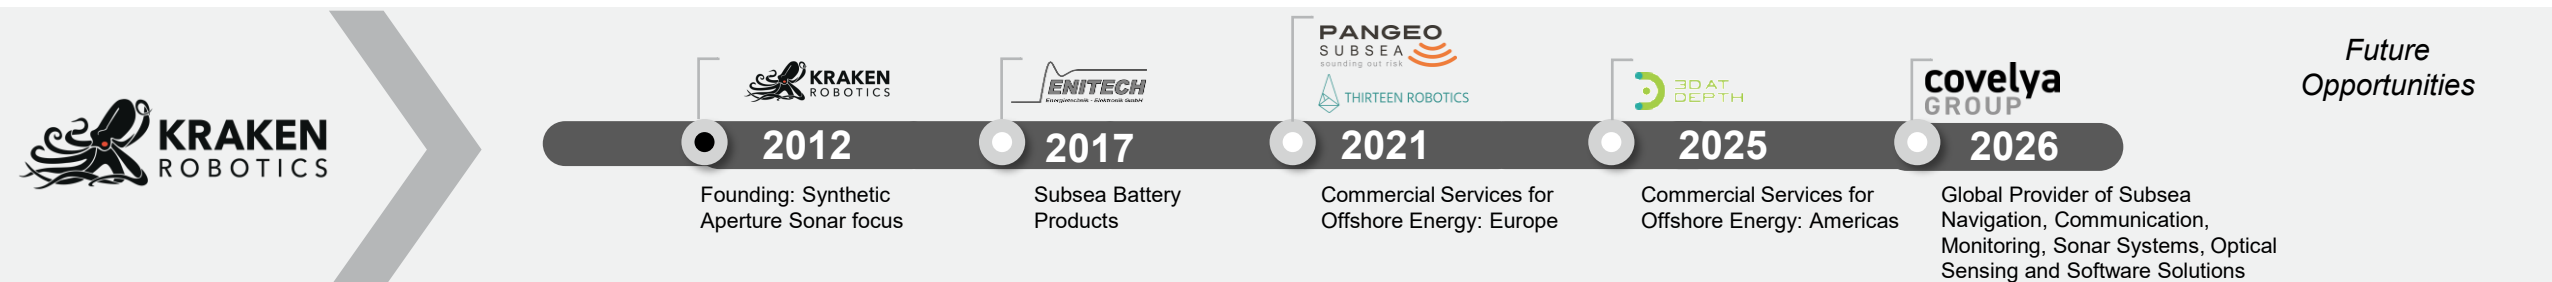 KRAKEN
ROBOTICS
KRAKEN
ROBOTICS
2012
Founding: Synthetic
Aperture Sonar focus
ENITECH
Energietechnik - Elektronik GmbH
2017
Subsea Battery
Products
PANGEO
SUBSEA
sounding out risk
THIRTEEN ROBOTICS
2021
Commercial Services for
Offshore Energy: Europe
3D AT
DEPTH
2025
Commercial Services for
Offshore Energy: Americas
covelya
GROUP
2026
Global Provider of Subsea
Navigation, Communication,
Monitoring, Sonar Systems, Optical
Sensing and Software Solutions
Future
Opportunities